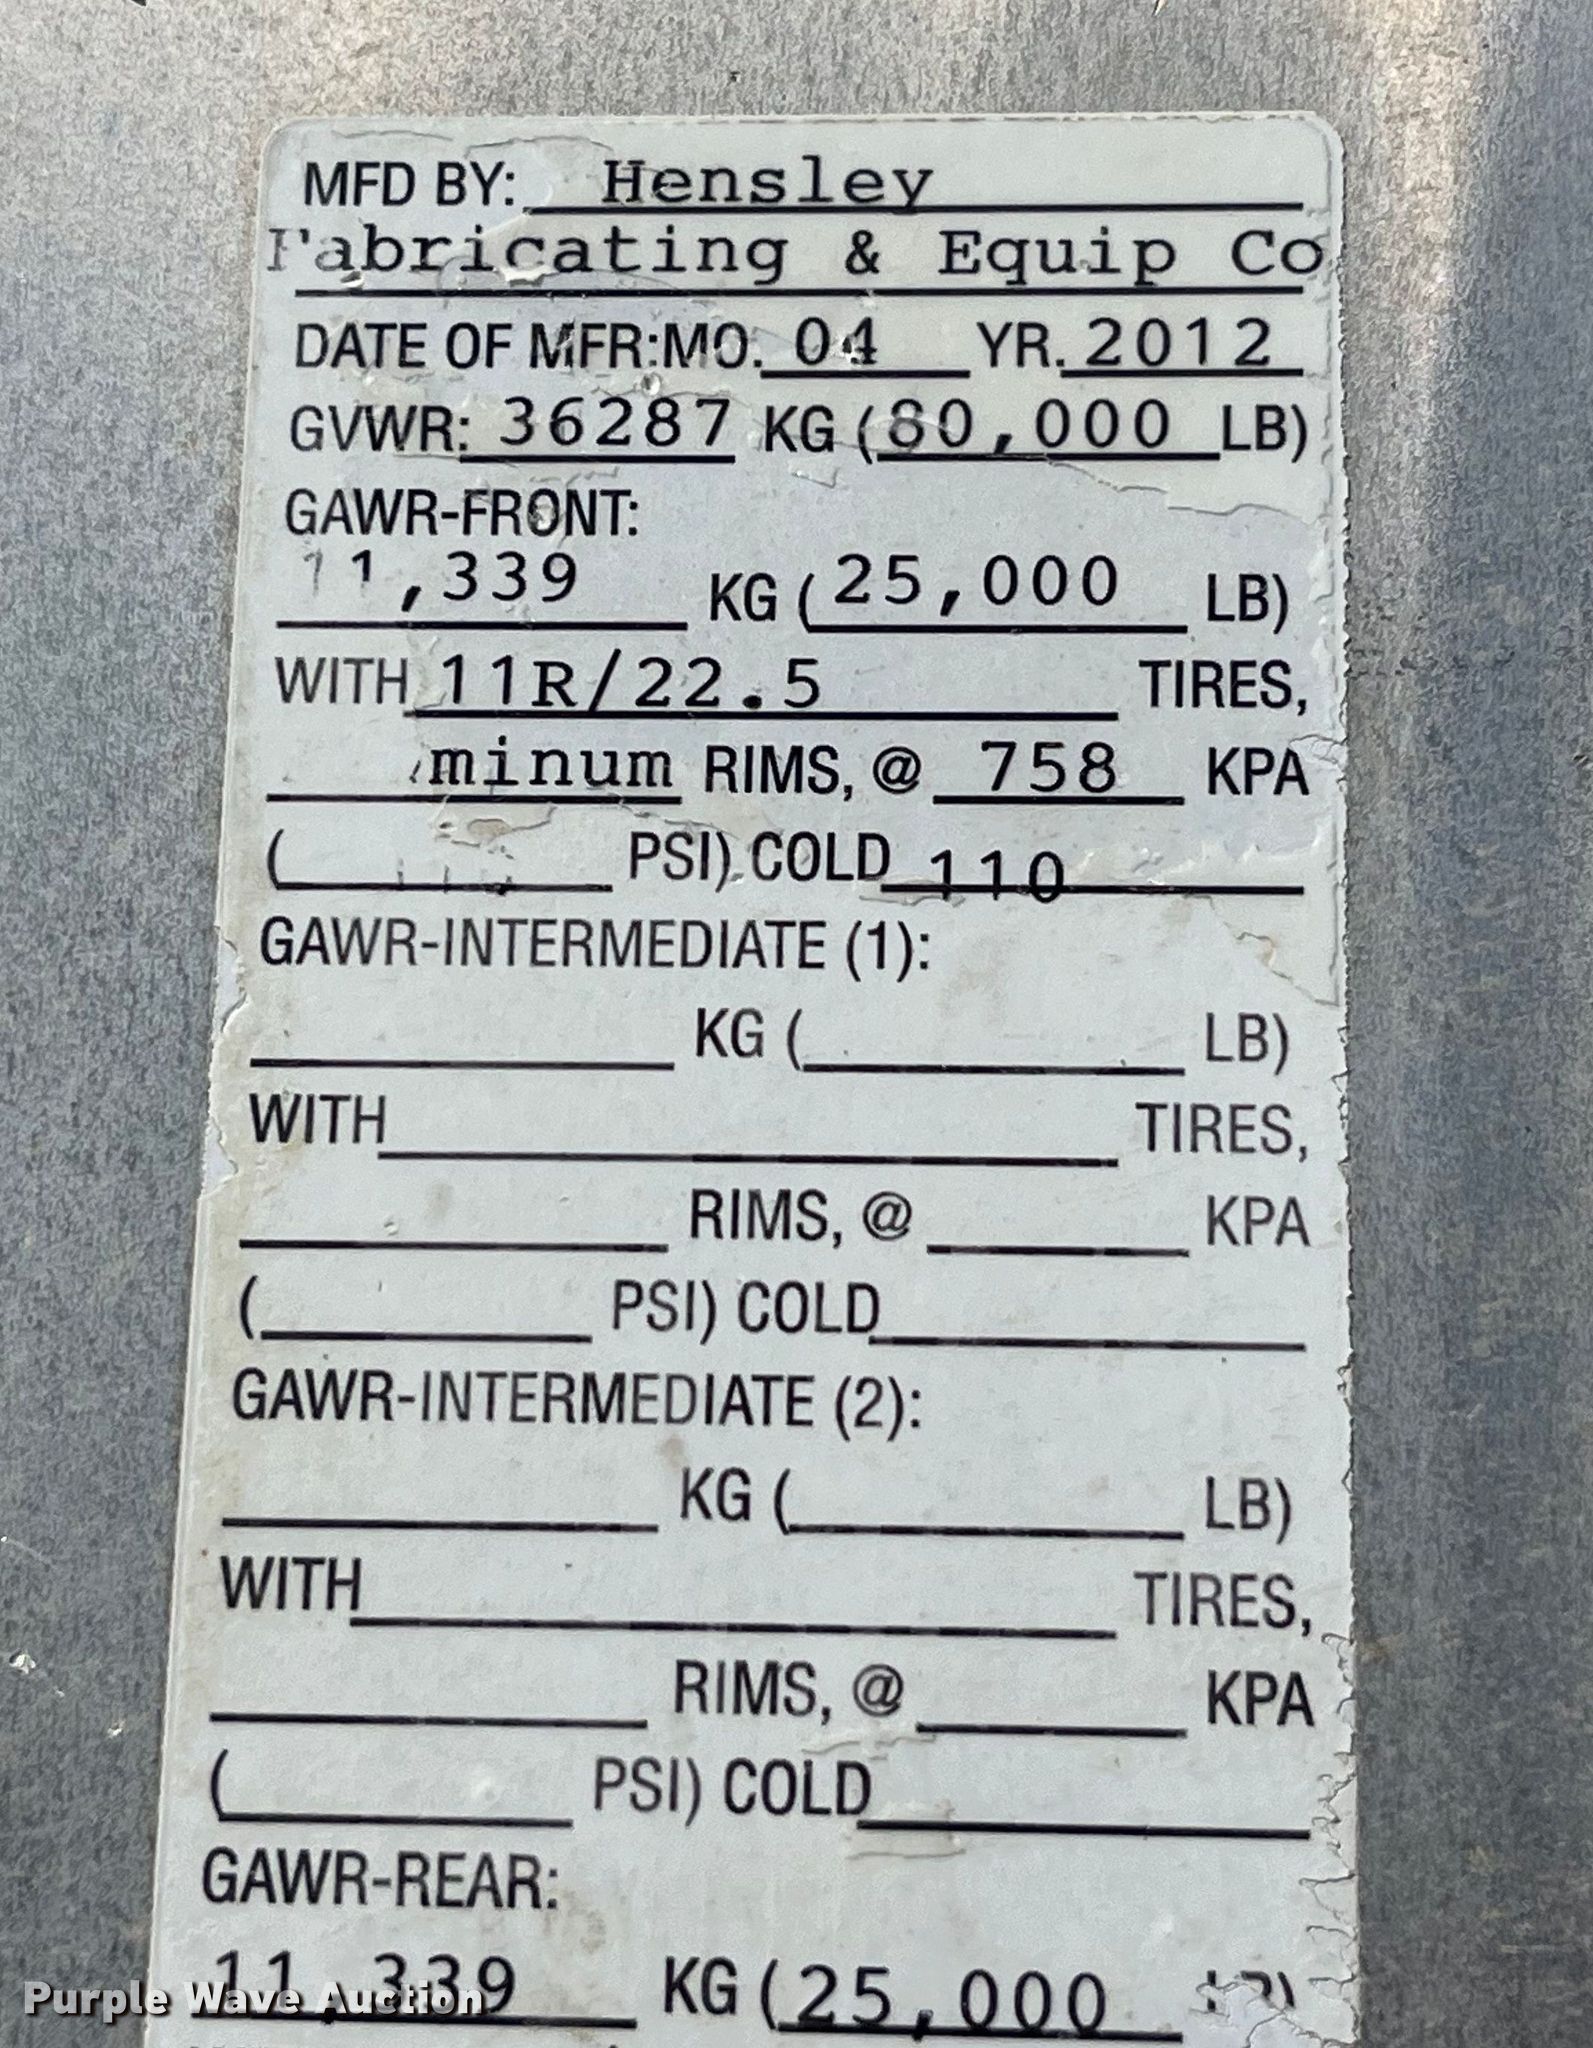 MFD BY: Hensley
Fabricating & Equip Co
DATE OF MFR:MO. 04 YR. 2012
GVWR: 36287 KG (80,000 LB)
GAWR-FRONT:
11,339 KG (25,000 LB)
WITH 11R/22.5 TIRES,
minum RIMS, @ 758 KPA
( PSI) COLD 110
GAWR-INTERMEDIATE (1):
KG ( LB)
WITH TIRES,
RIMS, @ KPA
( PSI) COLD
GAWR-INTERMEDIATE (2):
KG ( LB)
WITH TIRES,
RIMS, @ KPA
( PSI) COLD
GAWR-REAR:
11,339 KG (25,000 LB)
Purple Wave Auction